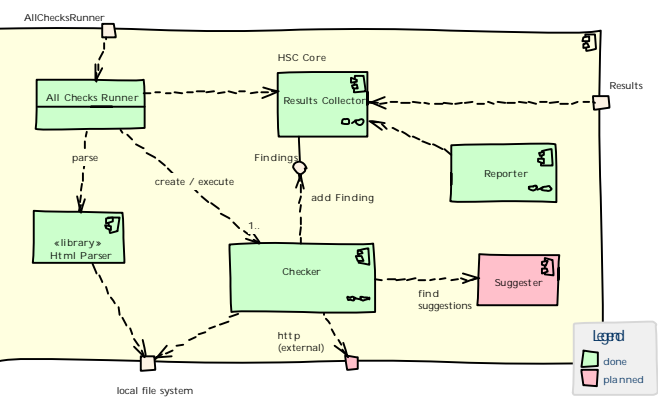 AllChecksRunner
HSC Core
Results
All Checks Runner
Results Collector
parse
Findings
Reporter
create / execute
add Finding
1..
«library»
Html Parser
Checker
Suggester
find
suggestions
http
(external)
Legend
done
planned
local file system